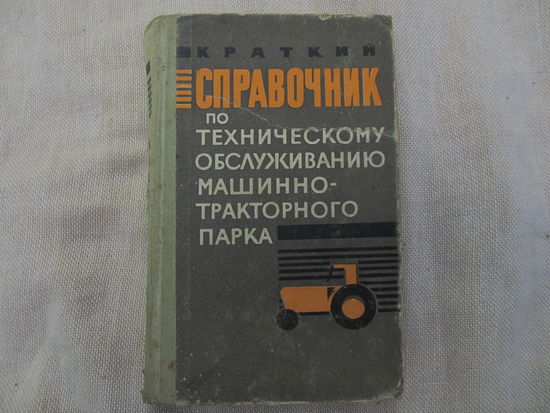 КРАТКИЙ
СПРАВОЧНИК
ПО
ТЕХНИЧЕСКОМУ
ОБСЛУЖИВАНИЮ
МАШИННО-
ТРАКТОРНОГО
ПАРКА